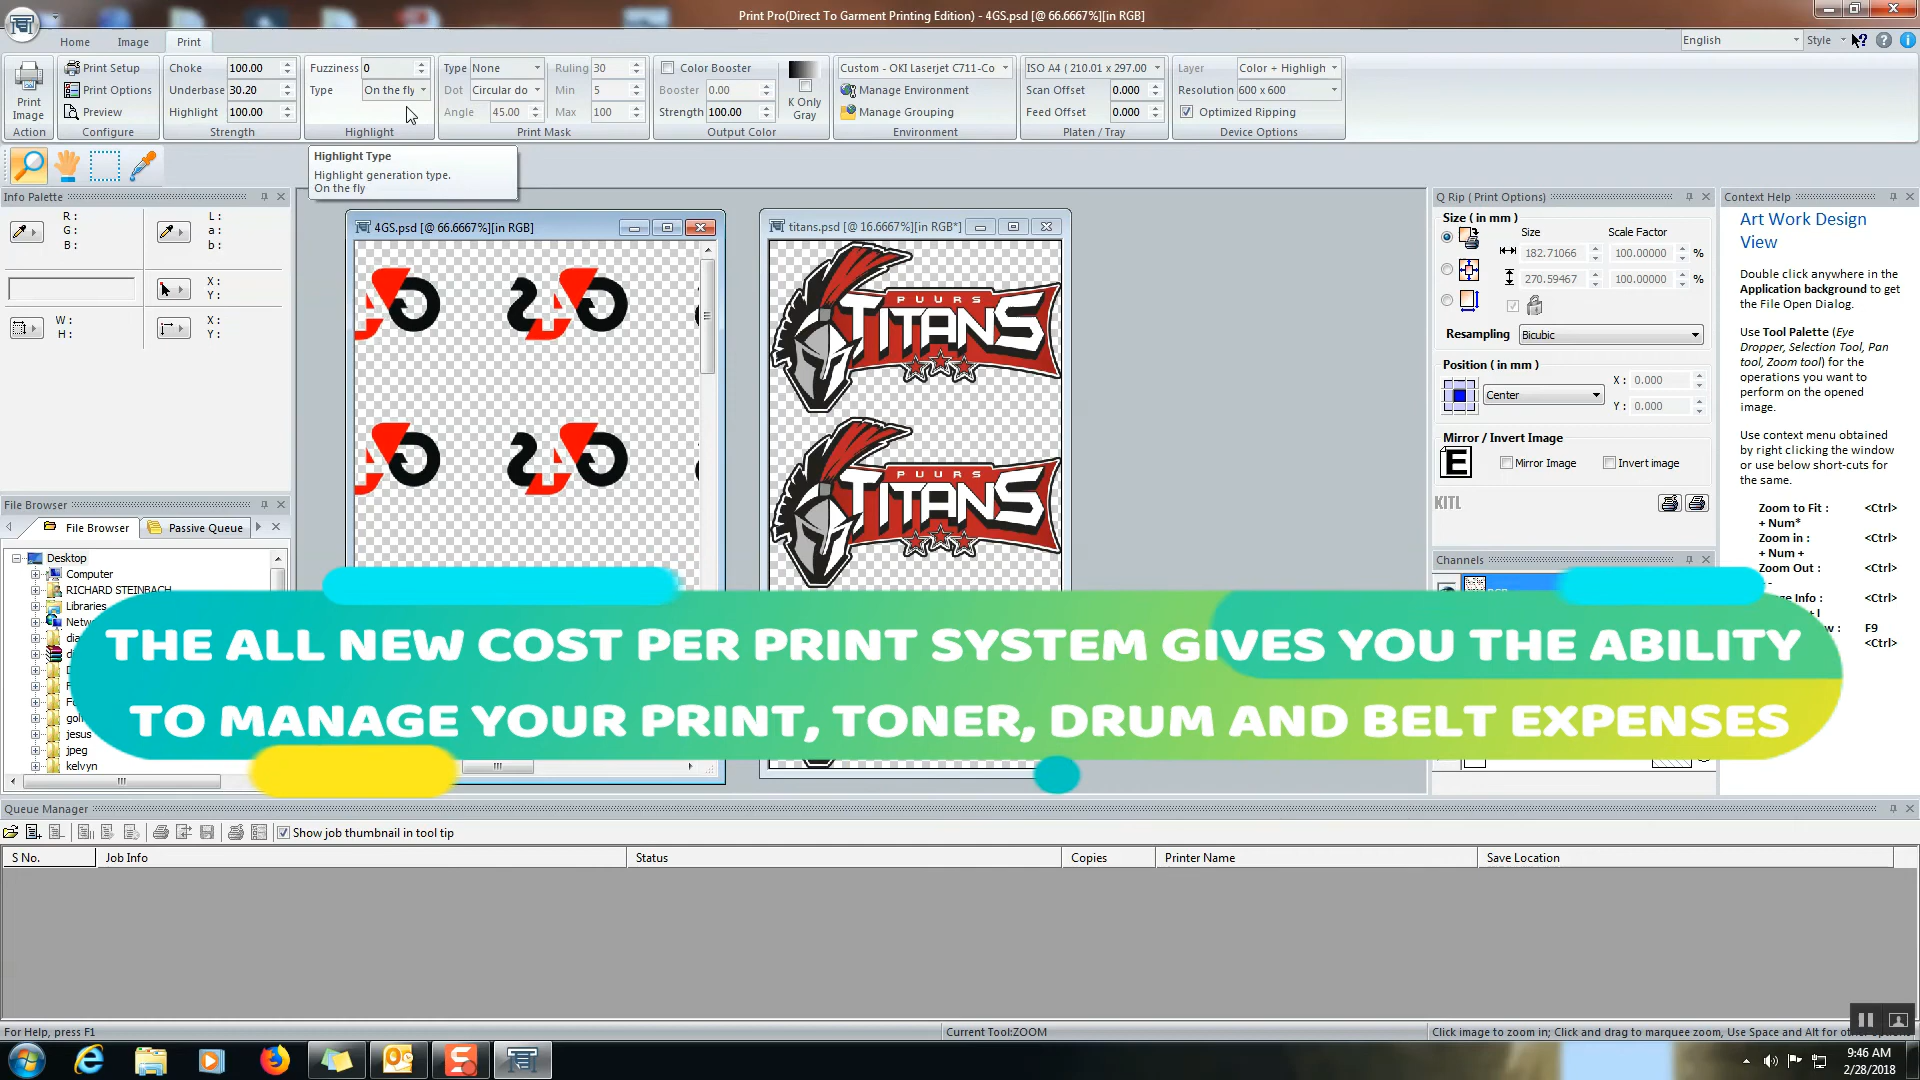 Print Pro(Direct To Garment Printing Edition) - 4GS.psd [@ 66.6667%][in RGB]
Home Image Print English Style
Print Image Action
Print Setup
Print Options
Preview
Configure
Choke 100.00
Underbase 30.20
Highlight 100.00
Strength
Fuzziness 0
Type On the fly
Highlight
Type None Ruling 30
Dot Circular do Min 5
Angle 45.00 Max 100
Print Mask
Color Booster
Booster 0.00
Strength 100.00
K Only Gray
Output Color
Custom - OKI Laserjet C711-Co
Manage Environment
Manage Grouping
Environment
ISO A4 ( 210.01 x 297.00
Scan Offset 0.000
Feed Offset 0.000
Platen / Tray
Layer Color + Highligh
Resolution 600 x 600
Optimized Ripping
Device Options
Highlight Type
Highlight generation type.
On the fly
Info Palette
R :
G :
B :
L :
a :
b :
X :
Y :
W :
H :
X :
Y :
File Browser
File Browser Passive Queue
Desktop
Computer
RICHARD STEINBACH
Libraries
jesus
jpeg
kelvyn
4GS.psd [@ 66.6667%][in RGB]
titans.psd [@ 16.6667%][in RGB*]
PUURS
TITANS
PUURS
TITANS
Q Rip ( Print Options)
Size ( in mm )
Size Scale Factor
182.71066 100.00000 %
270.59467 100.00000 %
Resampling Bicubic
Position ( in mm )
Center
X : 0.000
Y : 0.000
Mirror / Invert Image
E Mirror Image Invert image
KITL
Channels
Context Help
Art Work Design
View
Double click anywhere in the
Application background to get
the File Open Dialog.
Use Tool Palette (Eye
Dropper, Selection Tool, Pan
tool, Zoom tool) for the
operations you want to
perform on the opened
image.
Use context menu obtained
by right clicking the window
or use below short-cuts for
the same.
Zoom to Fit : <Ctrl>
+ Num*
Zoom in : <Ctrl>
+ Num +
Zoom Out : <Ctrl>
<Ctrl>
F9
<Ctrl>
THE ALL NEW COST PER PRINT SYSTEM GIVES YOU THE ABILITY
TO MANAGE YOUR PRINT, TONER, DRUM AND BELT EXPENSES
Queue Manager
Show job thumbnail in tool tip
S No. Job Info Status Copies Printer Name Save Location
For Help, press F1
Current Tool:ZOOM
Click image to zoom in; Click and drag to marquee zoom, Use Space and Alt for
9:46 AM
2/28/2018